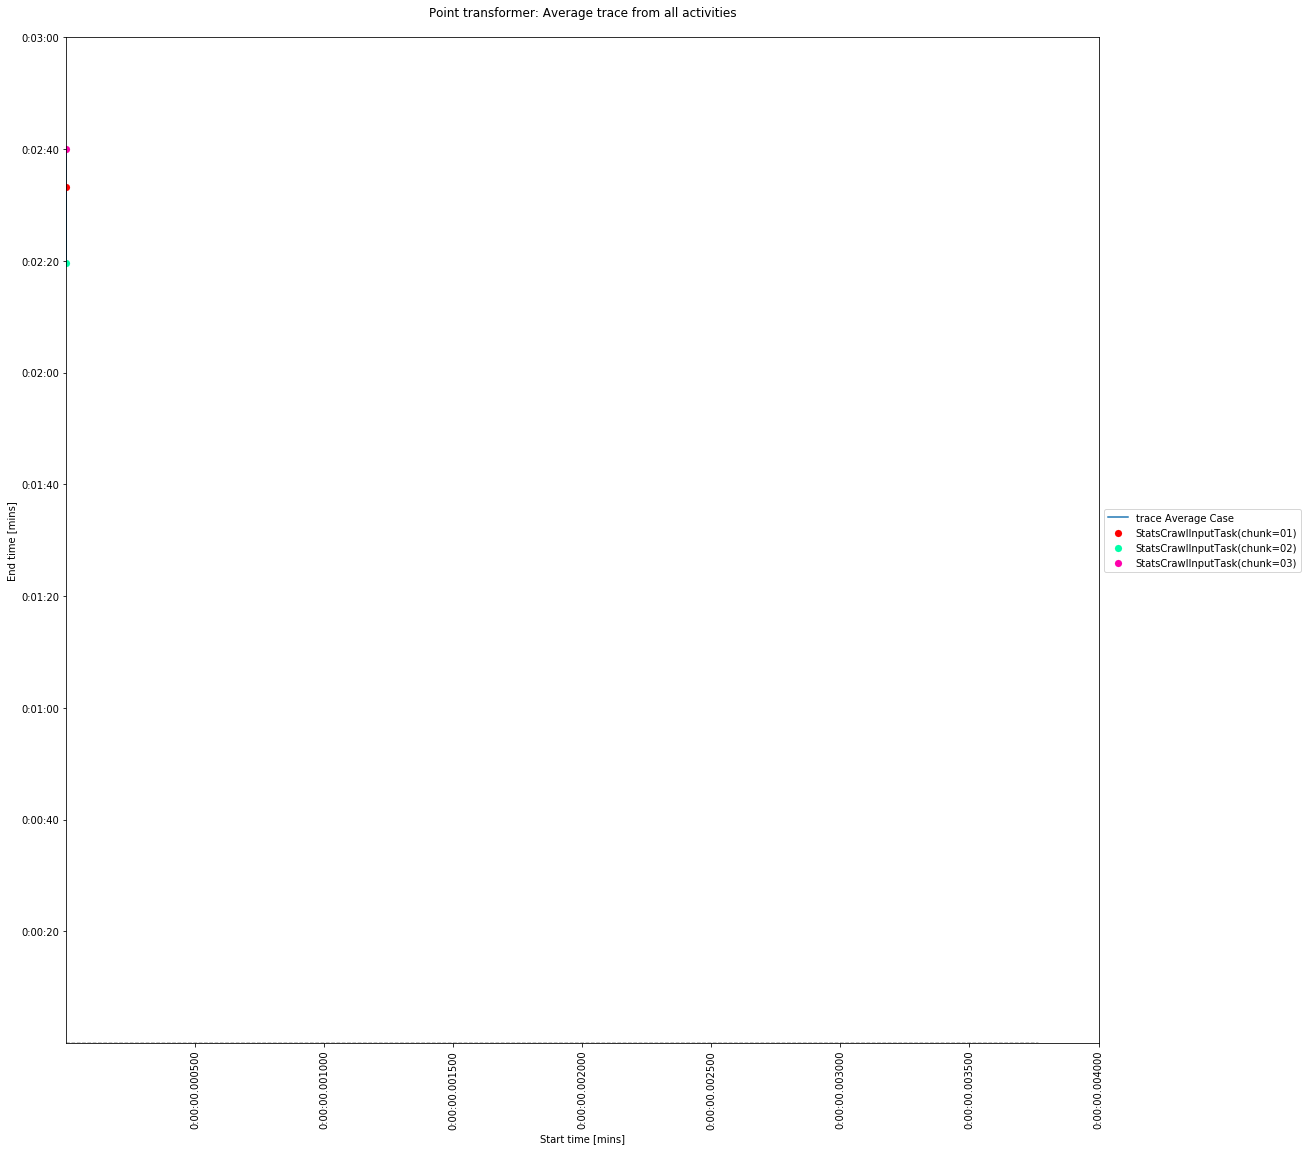 Point transformer: Average trace from all activities
0:03:00
0:02:40
0:02:20
0:02:00
0:01:40
0:01:20
0:01:00
0:00:40
0:00:20
End time [mins]
0:00:00.000500
0:00:00.001000
0:00:00.001500
0:00:00.002000
0:00:00.002500
0:00:00.003000
0:00:00.003500
0:00:00.004000
Start time [mins]
trace Average Case
StatsCrawlInputTask(chunk=01)
StatsCrawlInputTask(chunk=02)
StatsCrawlInputTask(chunk=03)